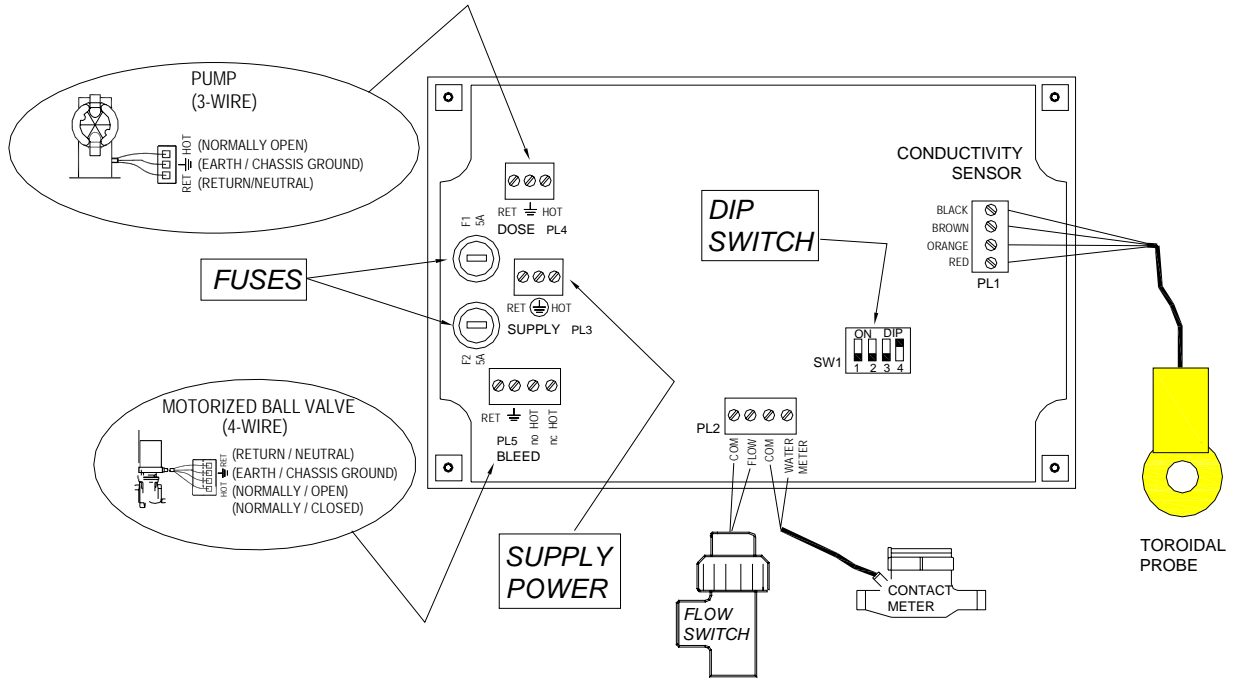 PUMP
(3-WIRE)
HOT
(NORMALLY OPEN)
(EARTH / CHASSIS GROUND)
RET
(RETURN/NEUTRAL)
FUSES
MOTORIZED BALL VALVE
(4-WIRE)
RET
(RETURN / NEUTRAL)
(EARTH / CHASSIS GROUND)
HOT
(NORMALLY / OPEN)
(NORMALLY / CLOSED)
RET HOT
DOSE PL4
F1
5A
RET HOT
SUPPLY PL3
F2
5A
RET
no HOT
nc HOT
PL5
BLEED
SUPPLY
POWER
DIP
SWITCH
CONDUCTIVITY
SENSOR
BLACK
BROWN
ORANGE
RED
PL1
ON DIP
SW1
1 2 3 4
PL2
COM
FLOW
COM
WATER
METER
FLOW
SWITCH
CONTACT
METER
TOROIDAL
PROBE